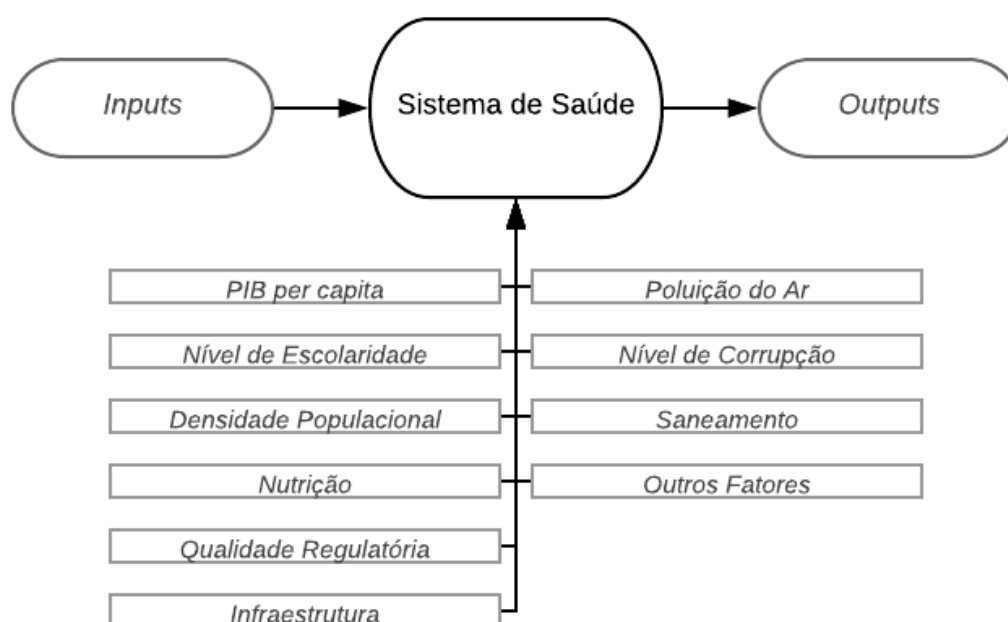 Inputs
Sistema de Saúde
Outputs
PIB per capita
Poluição do Ar
Nível de Escolaridade
Nível de Corrupção
Densidade Populacional
Saneamento
Nutrição
Outros Fatores
Qualidade Regulatória
Infraestrutura